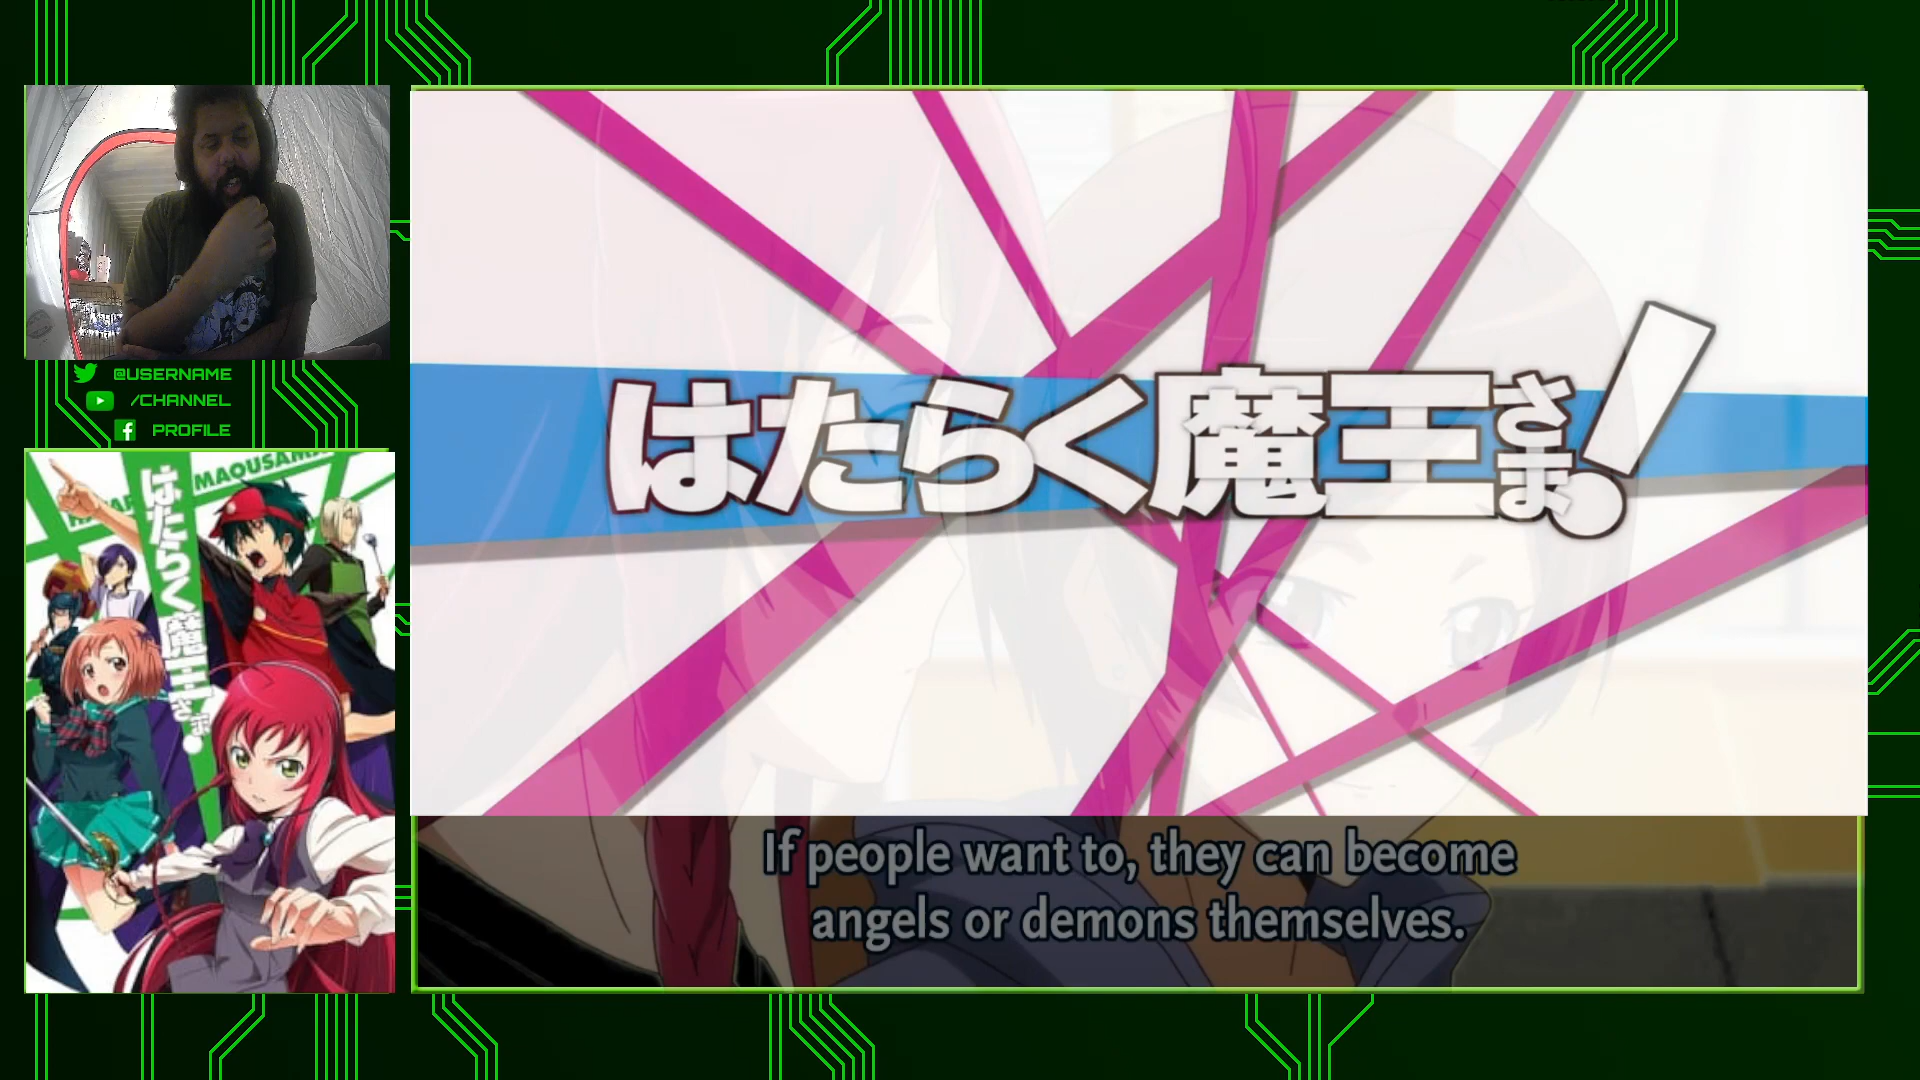 @USERNAME
/CHANNEL
PROFILE
MAOUSAMA
はたらく魔王さま!
はたらく魔王さま!
If people want to, they can become
angels or demons themselves.